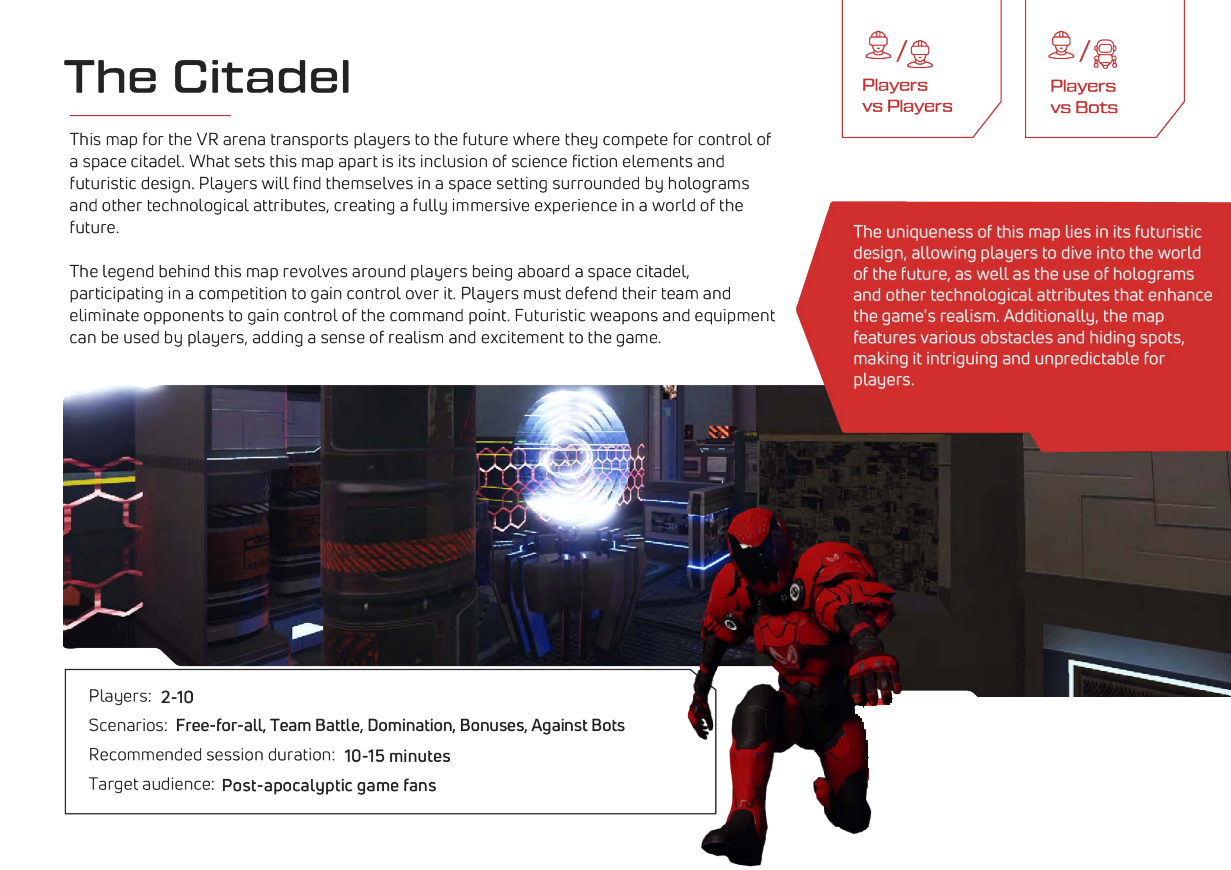 The Citadel
Players
vs Players
Players
vs Bots
This map for the VR arena transports players to the future where they compete for control of
a space citadel. What sets this map apart is its inclusion of science fiction elements and
futuristic design. Players will find themselves in a space setting surrounded by holograms
and other technological attributes, creating a fully immersive experience in a world of the
future.
The legend behind this map revolves around players being aboard a space citadel,
participating in a competition to gain control over it. Players must defend their team and
eliminate opponents to gain control of the command point. Futuristic weapons and equipment
can be used by players, adding a sense of realism and excitement to the game.
The uniqueness of this map lies in its futuristic
design, allowing players to dive into the world
of the future, as well as the use of holograms
and other technological attributes that enhance
the game's realism. Additionally, the map
features various obstacles and hiding spots,
making it intriguing and unpredictable for
players.
Players: 2-10
Scenarios: Free-for-all, Team Battle, Domination, Bonuses, Against Bots
Recommended session duration: 10-15 minutes
Target audience: Post-apocalyptic game fans